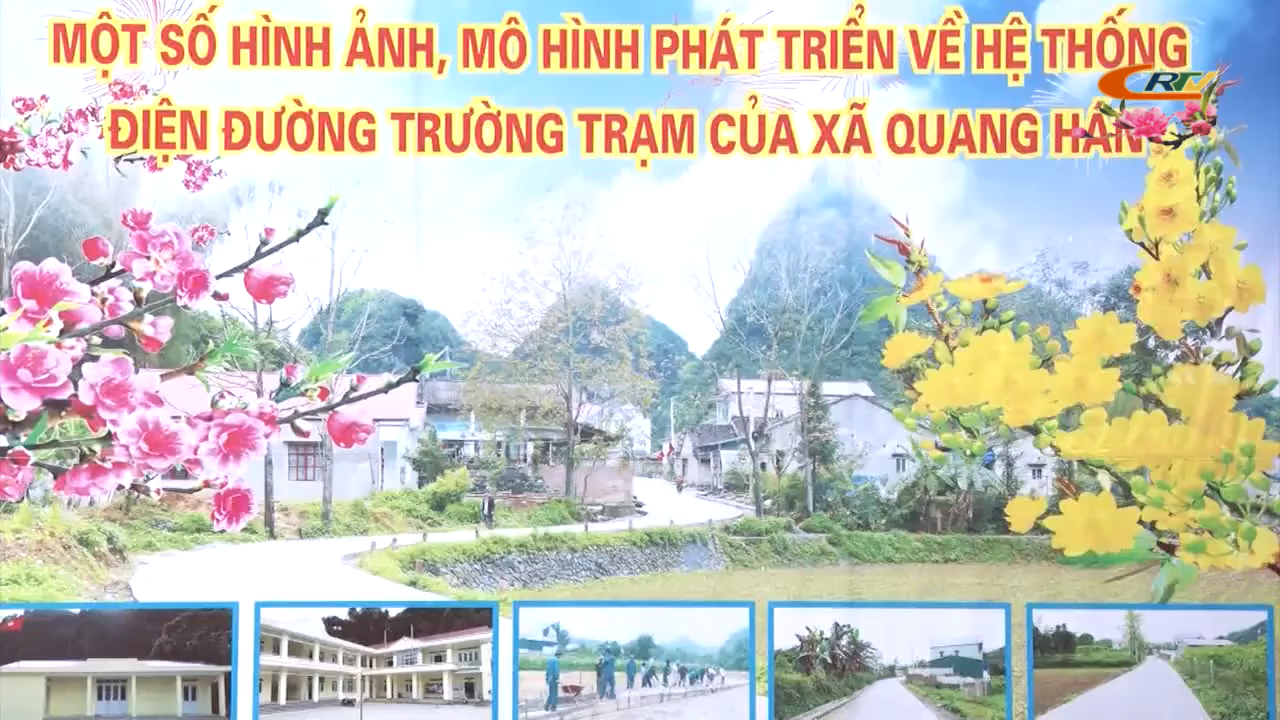 MỘT SỐ HÌNH ẢNH, MÔ HÌNH PHÁT TRIỂN VỀ HỆ THỐNG
ĐIỆN ĐƯỜNG TRƯỜNG TRẠM CỦA XÃ QUANG HÁN
CRTV